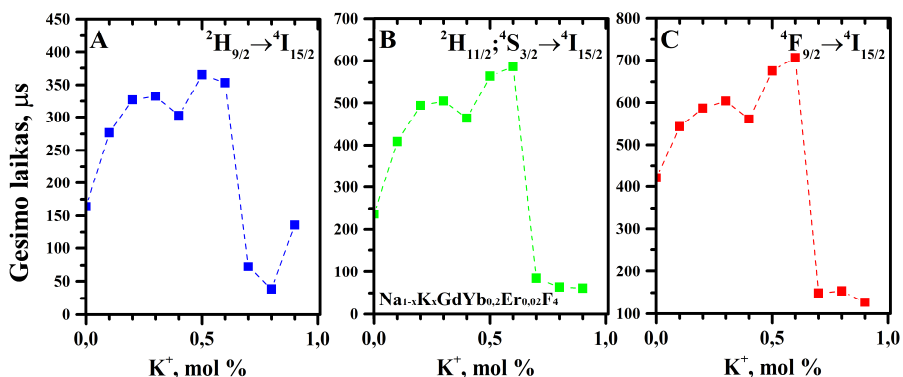 Gesimo laikas, μs
A
²H₉/₂→⁴I₁₅/₂
450
400
350
300
250
200
150
100
50
0
0,0 0,5 1,0
K⁺, mol %
B
²H₁₁/₂;⁴S₃/₂→⁴I₁₅/₂
700
600
500
400
300
200
100
0
Na₁₋ₓKₓGdYb₀,₂Er₀,₀₂F₄
0,0 0,5 1,0
K⁺, mol %
C
⁴F₉/₂→⁴I₁₅/₂
800
700
600
500
400
300
200
100
0,0 0,5 1,0
K⁺, mol %